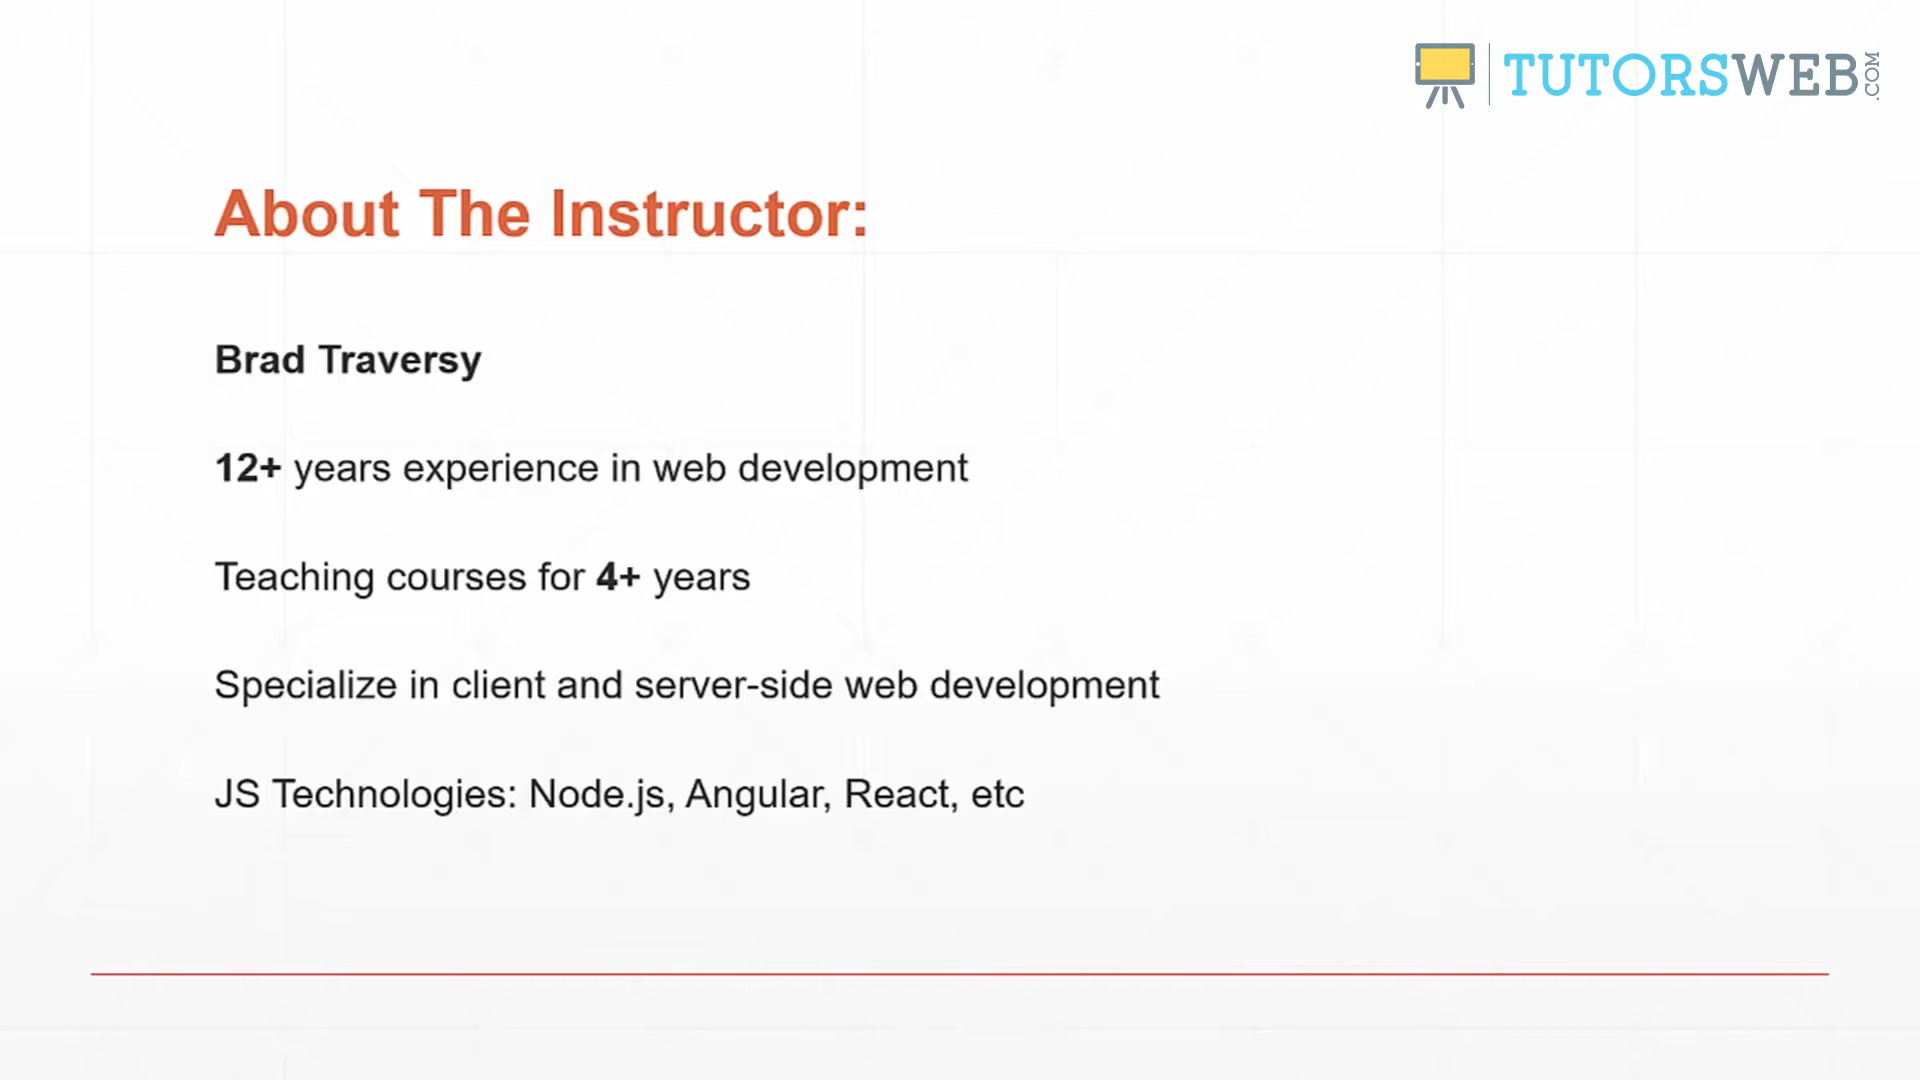 TUTORSWEB.COM
About The Instructor:
Brad Traversy
12+ years experience in web development
Teaching courses for 4+ years
Specialize in client and server-side web development
JS Technologies: Node.js, Angular, React, etc